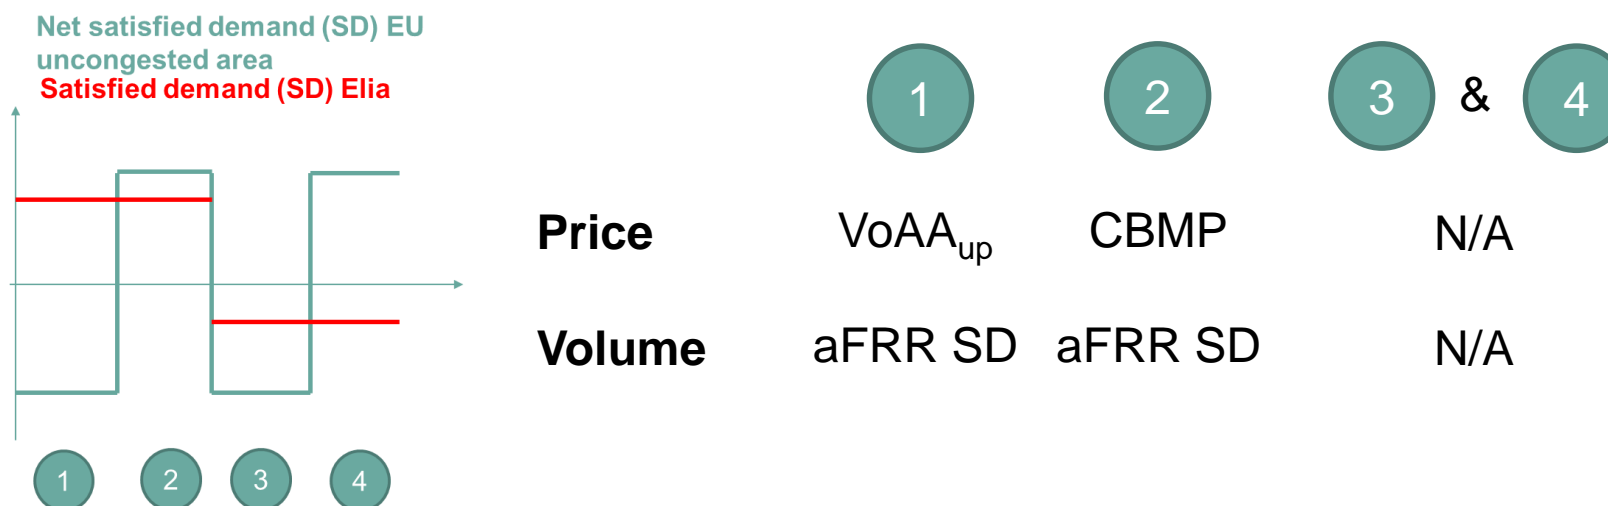 Net satisfied demand (SD) EU
uncongested area
Satisfied demand (SD) Elia
1 2 3 & 4
Price VoAAup CBMP N/A
Volume aFRR SD aFRR SD N/A
1 2 3 4